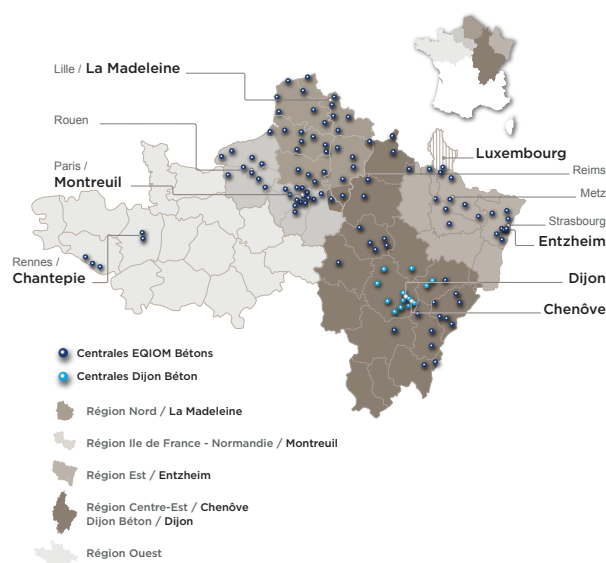 Lille / La Madeleine
Rouen
Paris /
Montreuil
Rennes /
Chantepie
Luxembourg
Reims
Metz
Strasbourg
Entzheim
Dijon
Chenôve
Centrales EQIOM Bétons
Centrales Dijon Béton
Région Nord / La Madeleine
Région Ile de France - Normandie / Montreuil
Région Est / Entzheim
Région Centre-Est / Chenôve
Dijon Béton / Dijon
Région Ouest